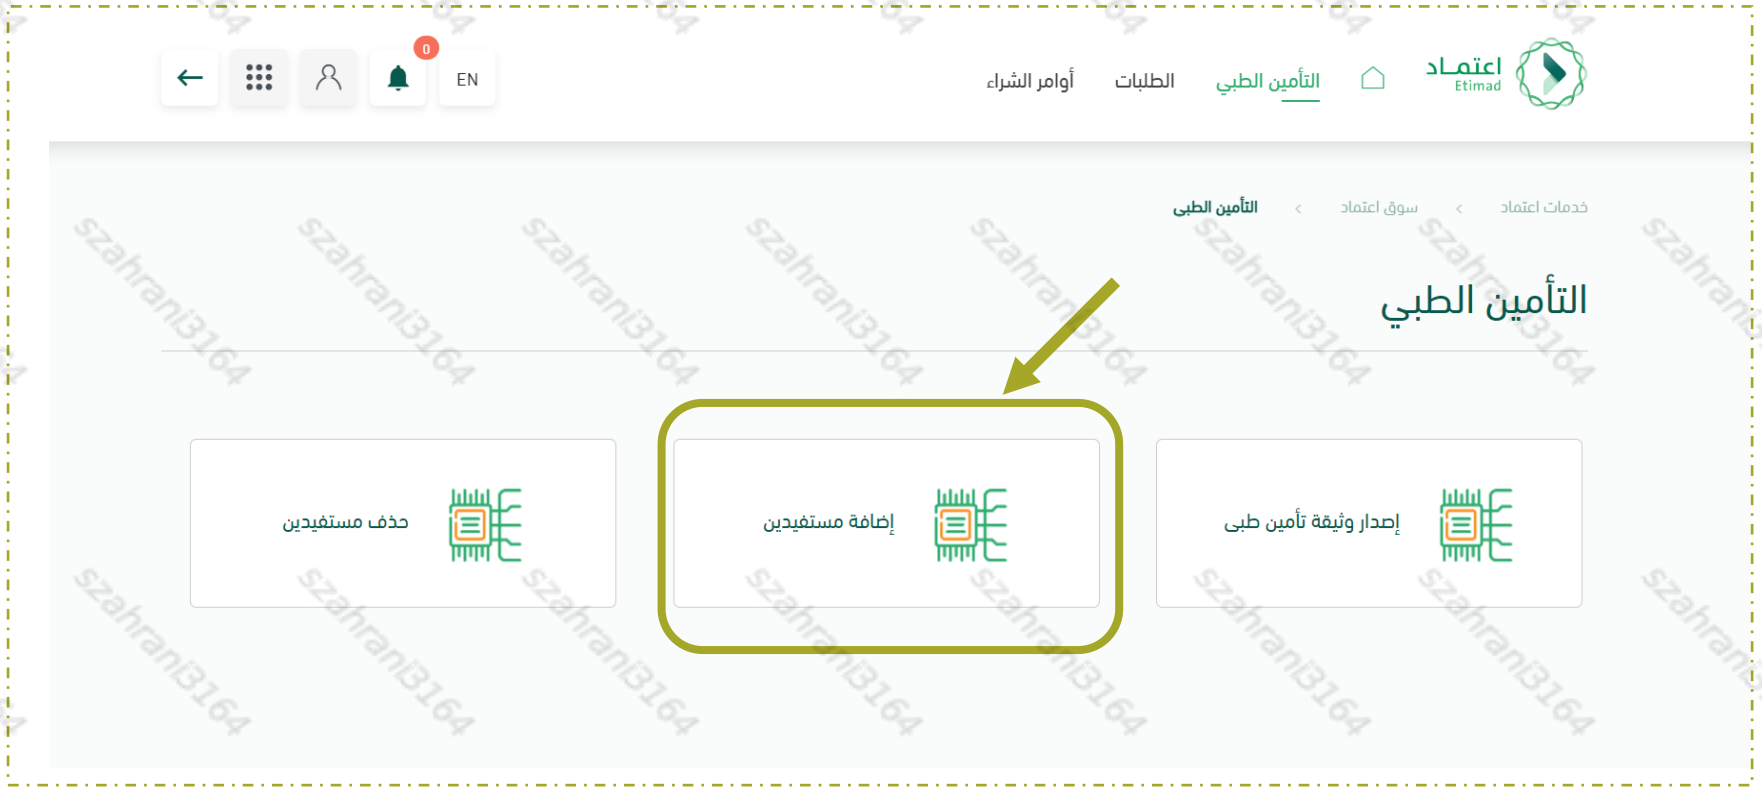 اعتماد
Etimad
التأمين الطبي
الطلبات
أوامر الشراء
EN
0
خدمات اعتماد > سوق اعتماد > التأمين الطبي
التأمين الطبي
إصدار وثيقة تأمين طبى
إضافة مستفيدين
حذف مستفيدين
szahrani3164